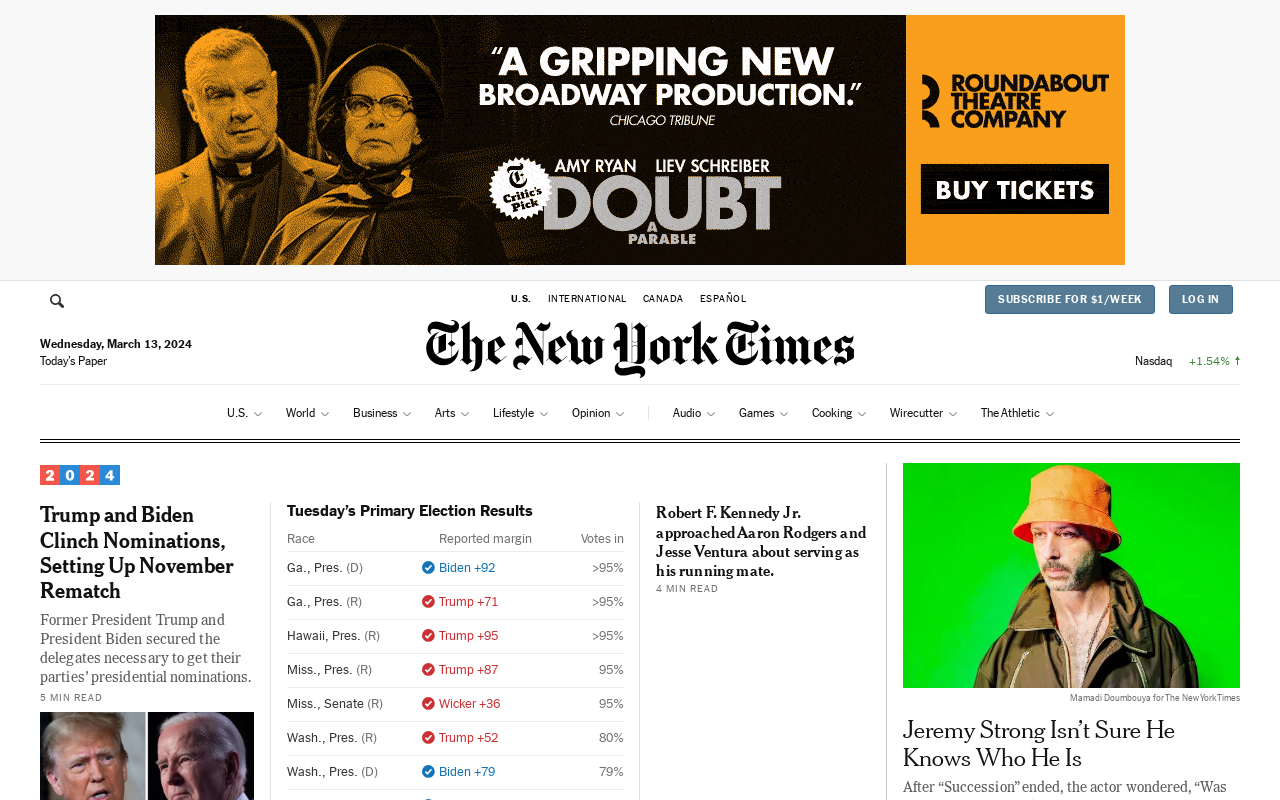 “A GRIPPING NEW
BROADWAY PRODUCTION.”
CHICAGO TRIBUNE
AMY RYAN LIEV SCHREIBER
T
Critic's
Pick
DOUBT
A
PARABLE
ROUNDABOUT
THEATRE
COMPANY
BUY TICKETS
U.S. INTERNATIONAL CANADA ESPAÑOL
SUBSCRIBE FOR $1/WEEK LOG IN
The New York Times
Wednesday, March 13, 2024
Today’s Paper
Nasdaq +1.54%
U.S. World Business Arts Lifestyle Opinion Audio Games Cooking Wirecutter The Athletic
2024
Trump and Biden
Clinch Nominations,
Setting Up November
Rematch
Former President Trump and
President Biden secured the
delegates necessary to get their
parties’ presidential nominations.
5 MIN READ
Tuesday’s Primary Election Results
Race Reported margin Votes in
Ga., Pres. (D) Biden +92 >95%
Ga., Pres. (R) Trump +71 >95%
Hawaii, Pres. (R) Trump +95 >95%
Miss., Pres. (R) Trump +87 95%
Miss., Senate (R) Wicker +36 95%
Wash., Pres. (R) Trump +52 80%
Wash., Pres. (D) Biden +79 79%
Robert F. Kennedy Jr.
approached Aaron Rodgers and
Jesse Ventura about serving as
his running mate.
4 MIN READ
Mamadi Doumbouya for The New York Times
Jeremy Strong Isn’t Sure He
Knows Who He Is
After “Succession” ended, the actor wondered, “Was